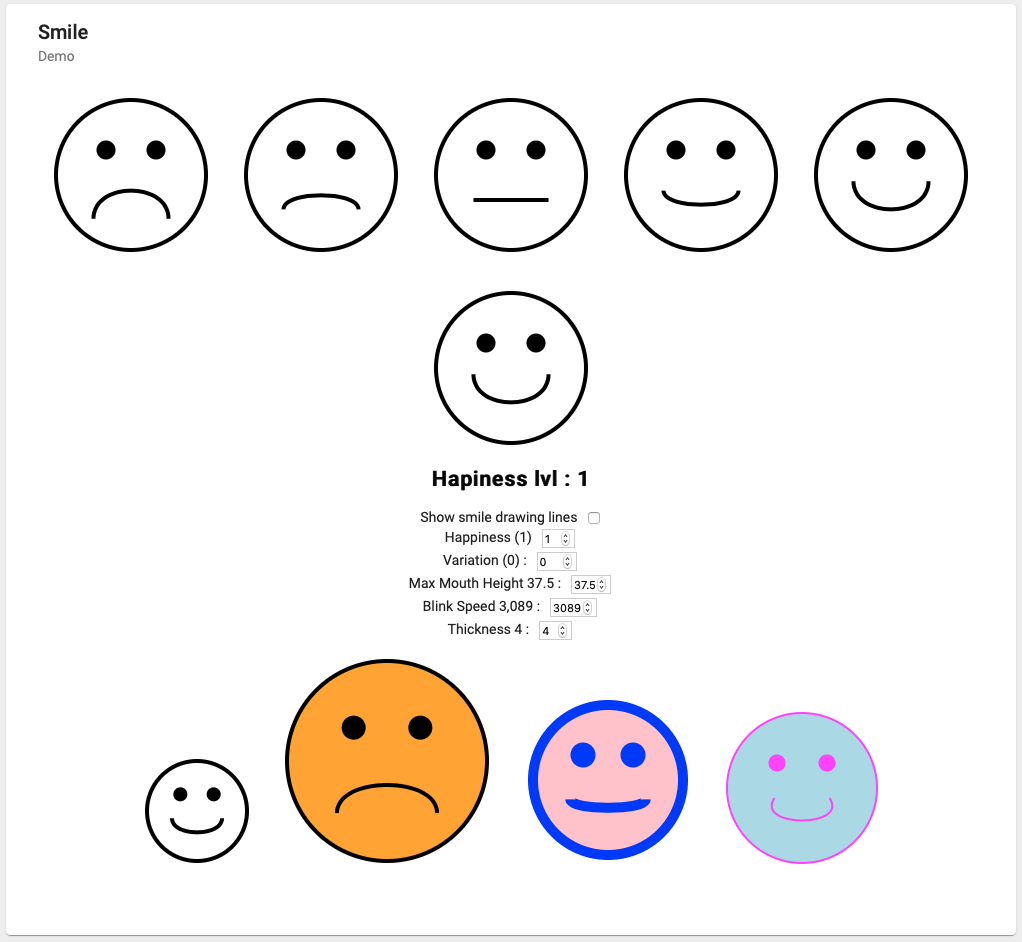 Smile
Demo
Hapiness lvl : 1
Show smile drawing lines
Happiness (1) 1
Variation (0) : 0
Max Mouth Height 37.5 : 37.5
Blink Speed 3,089 : 3089
Thickness 4 : 4